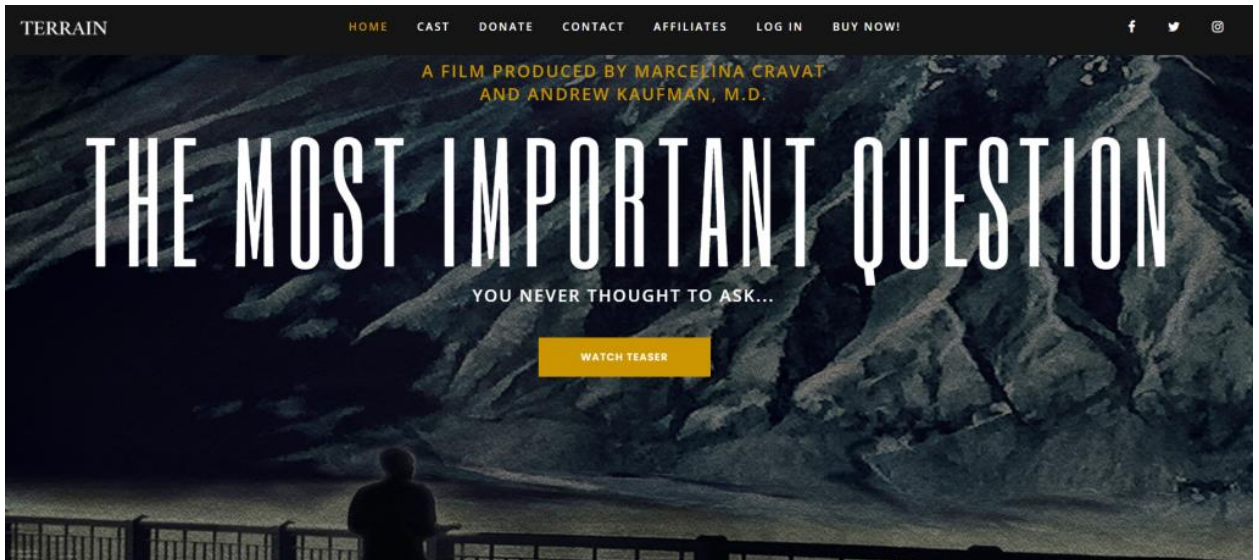 TERRAIN
HOME CAST DONATE CONTACT AFFILIATES LOG IN BUY NOW!
A FILM PRODUCED BY MARCELINA CRAVAT
AND ANDREW KAUFMAN, M.D.
THE MOST IMPORTANT QUESTION
YOU NEVER THOUGHT TO ASK...
WATCH TEASER